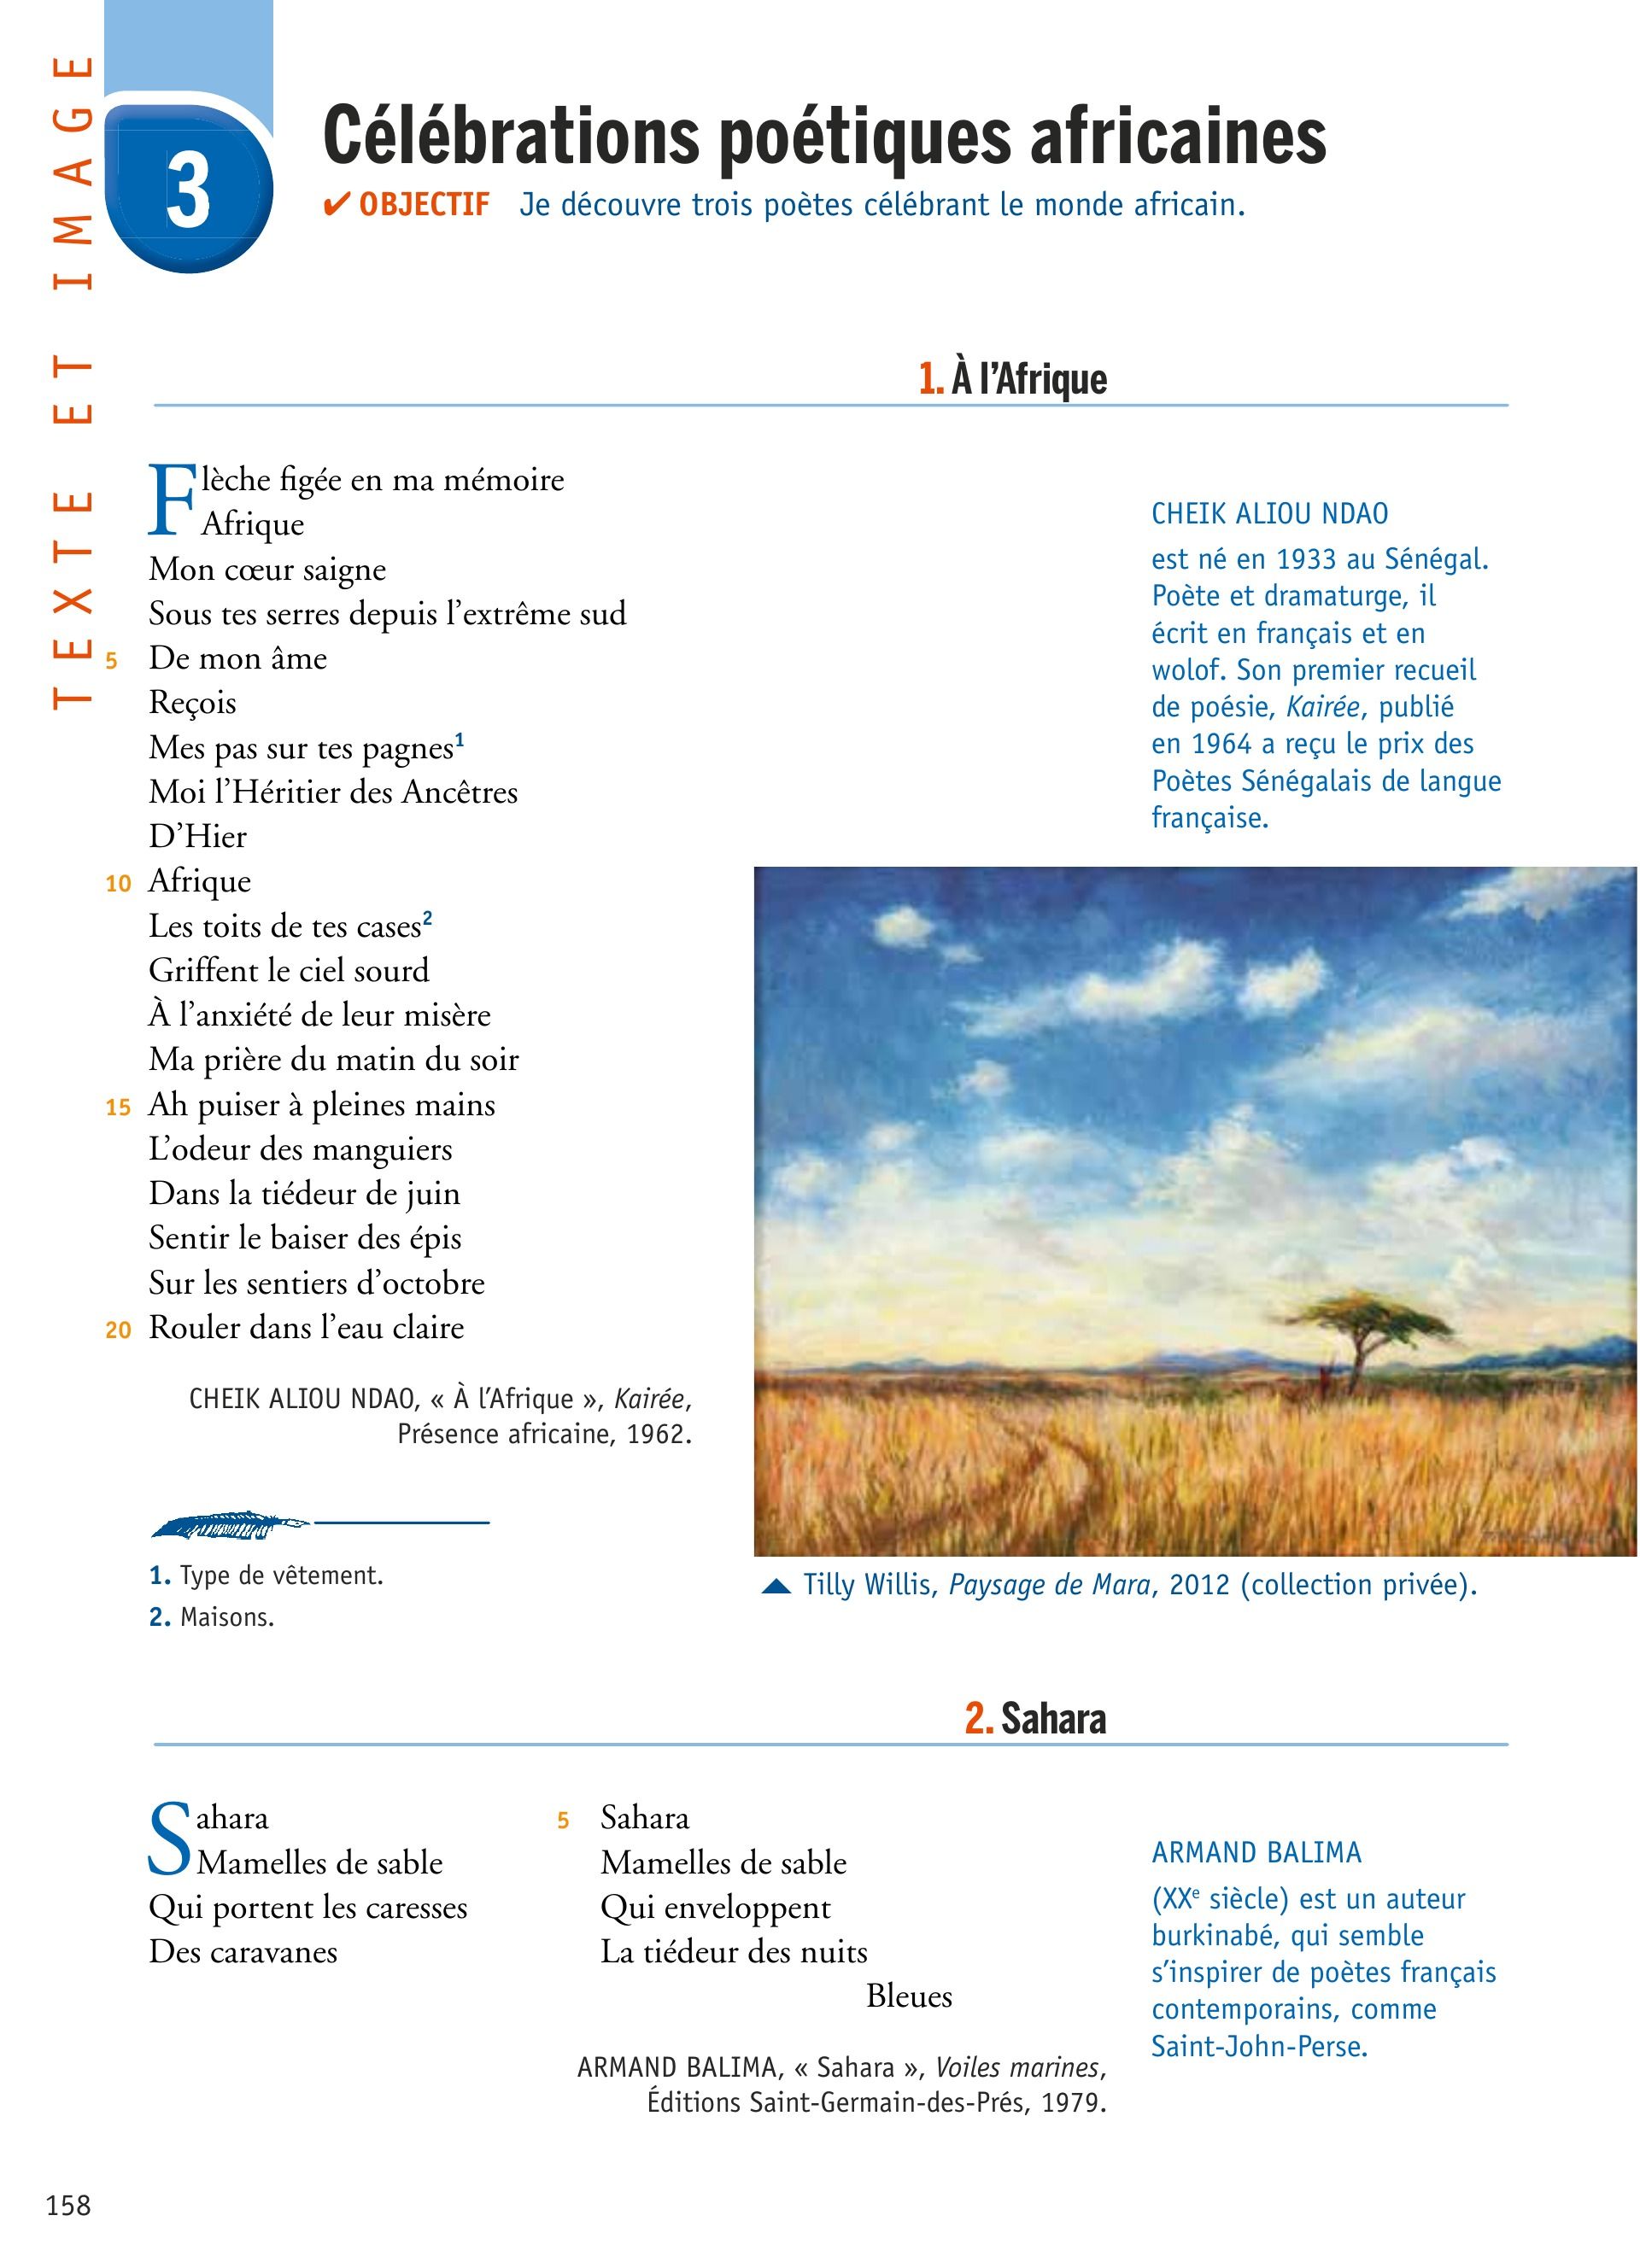 TEXTE ET IMAGE
3
Célébrations poétiques africaines
✔ OBJECTIF Je découvre trois poètes célébrant le monde africain.
1. À l’Afrique
Flèche figée en ma mémoire
Afrique
Mon cœur saigne
Sous tes serres depuis l’extrême sud
5 De mon âme
Reçois
Mes pas sur tes pagnes1
Moi l’Héritier des Ancêtres
D’Hier
10 Afrique
Les toits de tes cases2
Griffent le ciel sourd
À l’anxiété de leur misère
Ma prière du matin du soir
15 Ah puiser à pleines mains
L’odeur des manguiers
Dans la tiédeur de juin
Sentir le baiser des épis
Sur les sentiers d’octobre
20 Rouler dans l’eau claire
CHEIK ALIOU NDAO, « À l’Afrique », Kairée,
Présence africaine, 1962.
1. Type de vêtement.
2. Maisons.
CHEIK ALIOU NDAO
est né en 1933 au Sénégal.
Poète et dramaturge, il
écrit en français et en
wolof. Son premier recueil
de poésie, Kairée, publié
en 1964 a reçu le prix des
Poètes Sénégalais de langue
française.
▲ Tilly Willis, Paysage de Mara, 2012 (collection privée).
2. Sahara
Sahara
Mamelles de sable
Qui portent les caresses
Des caravanes
5 Sahara
Mamelles de sable
Qui enveloppent
La tiédeur des nuits
Bleues
ARMAND BALIMA, « Sahara », Voiles marines,
Éditions Saint-Germain-des-Prés, 1979.
ARMAND BALIMA
(XXe siècle) est un auteur
burkinabé, qui semble
s’inspirer de poètes français
contemporains, comme
Saint-John-Perse.
158